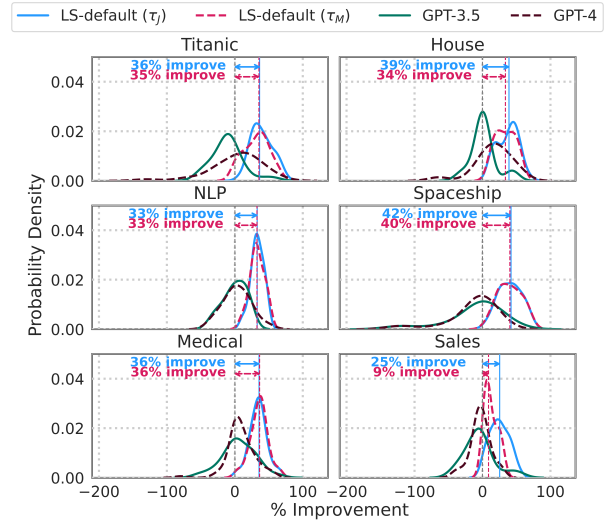 LS-default (τJ) LS-default (τM) GPT-3.5 GPT-4
Titanic House
36% improve 39% improve
35% improve 34% improve
0.04
0.02
0.00
NLP Spaceship
33% improve 42% improve
33% improve 40% improve
0.04
0.02
0.00
Probability Density
Medical Sales
36% improve 25% improve
36% improve 9% improve
0.04
0.02
0.00
−200 −100 0 100 −200 −100 0 100
% Improvement